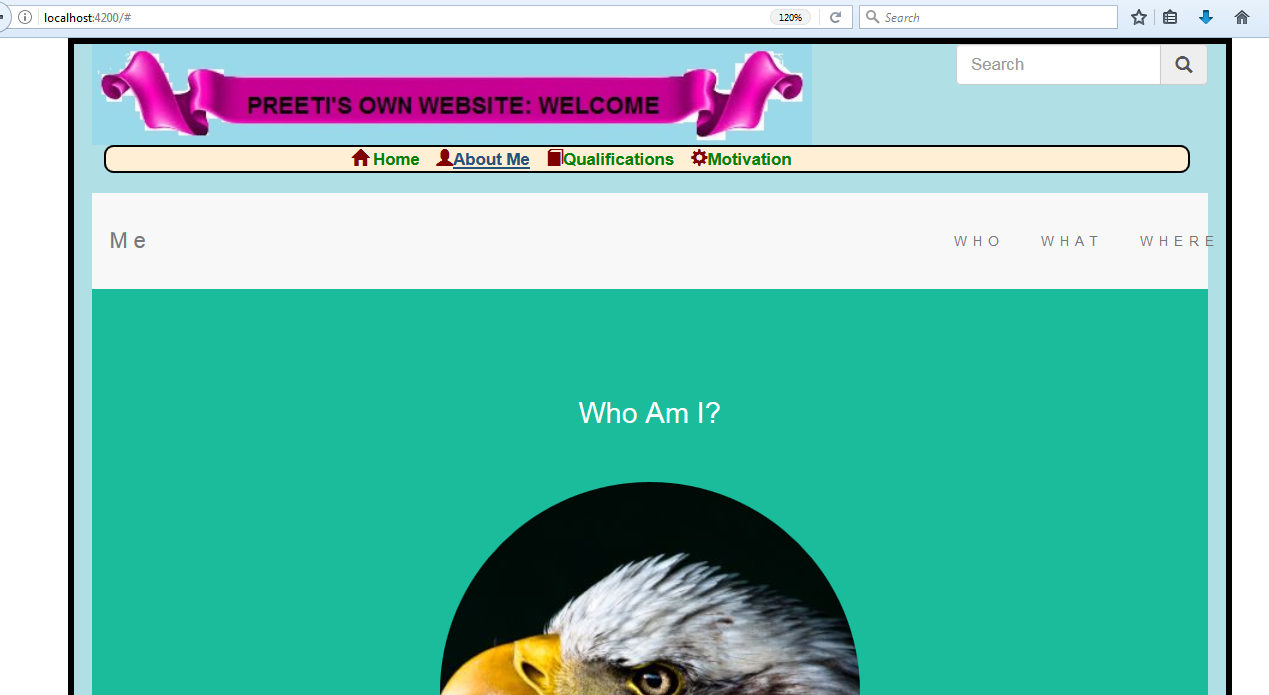 localhost:4200/#
120%
Search
PREETI'S OWN WEBSITE: WELCOME
Search
Home About Me Qualifications Motivation
Me WHO WHAT WHERE
Who Am I?